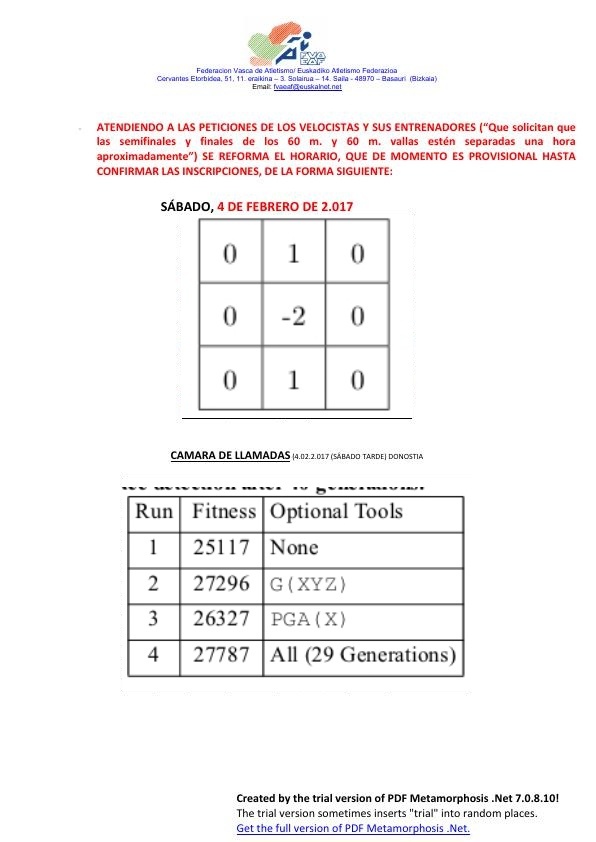 FVA
EAF
Federacion Vasca de Atletismo/ Euskadiko Atletismo Federazioa
Cervantes Etorbidea, 51, 11. eraikina – 3. Solairua – 14. Saila - 48970 – Basauri (Bizkaia)
Email: fvaeaf@euskalnet.net
- ATENDIENDO A LAS PETICIONES DE LOS VELOCISTAS Y SUS ENTRENADORES (“Que solicitan que
las semifinales y finales de los 60 m. y 60 m. vallas estén separadas una hora
aproximadamente”) SE REFORMA EL HORARIO, QUE DE MOMENTO ES PROVISIONAL HASTA
CONFIRMAR LAS INSCRIPCIONES, DE LA FORMA SIGUIENTE:
SÁBADO, 4 DE FEBRERO DE 2.017
0 1 0
0 -2 0
0 1 0
CAMARA DE LLAMADAS (4.02.2.017 (SÁBADO TARDE) DONOSTIA
detection after 40 generations.
Run Fitness Optional Tools
1 25117 None
2 27296 G(XYZ)
3 26327 PGA(X)
4 27787 All (29 Generations)
Created by the trial version of PDF Metamorphosis .Net 7.0.8.10!
The trial version sometimes inserts "trial" into random places.
Get the full version of PDF Metamorphosis .Net.